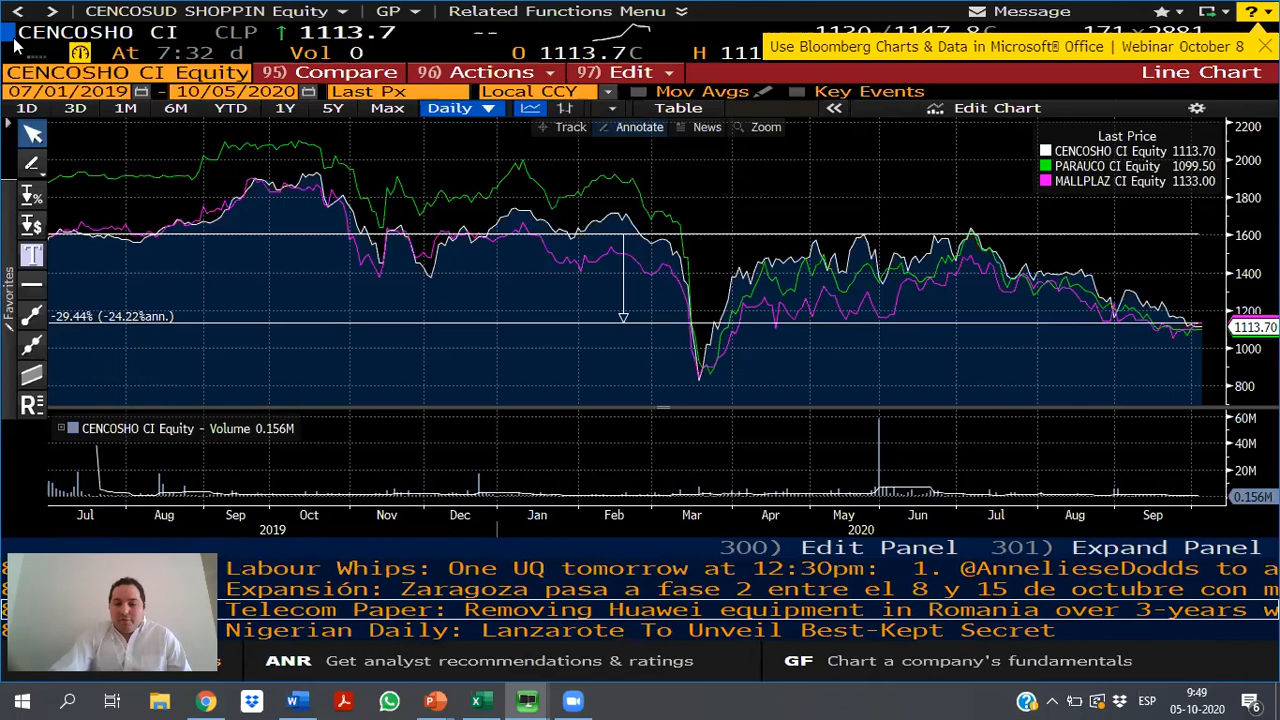 CENCOSUD SHOPPIN Equity GP Related Functions Menu Message ?
CENCOSHO CI CLP ↑ 1113.7 -- 1130 /1140 171 x 2881
At 7:32 d Vol 0 O 1113.7C H 11
Use Bloomberg Charts & Data in Microsoft® Office | Webinar October 8
CENCOSHO CI Equity 95) Compare 96) Actions 97) Edit Line Chart
07/01/2019 - 10/05/2020 Last Px Local CCY Mov Avgs Key Events
1D 3D 1M 6M YTD 1Y 5Y Max Daily Table Edit Chart
Track Annotate News Zoom
Last Price
CENCOSHO CI Equity 1113.70
PARAUCO CI Equity 1099.50
MALLPLAZ CI Equity 1133.00
2200
2000
1800
1600
1400
1200
1113.70
1000
800
-29.44% (-24.22%ann.)
Favorites
CENCOSHO CI Equity - Volume 0.156M
60M
40M
20M
0.156M
Jul Aug Sep Oct Nov Dec Jan Feb Mar Apr May Jun Jul Aug Sep
2019 2020
300) Edit Panel 301) Expand Panel
Labour Whips: One UQ tomorrow at 12:30pm: 1. @AnnelieseDodds to a
Expansión: Zaragoza pasa a fase 2 entre el 8 y 15 de octubre con m
Telecom Paper: Removing Huawei equipment in Romania over 3-years w
Nigerian Daily: Lanzarote To Unveil Best-Kept Secret
ANR Get analyst recommendations & ratings GF Chart a company's fundamentals
ESP
9:49
05-10-2020
6